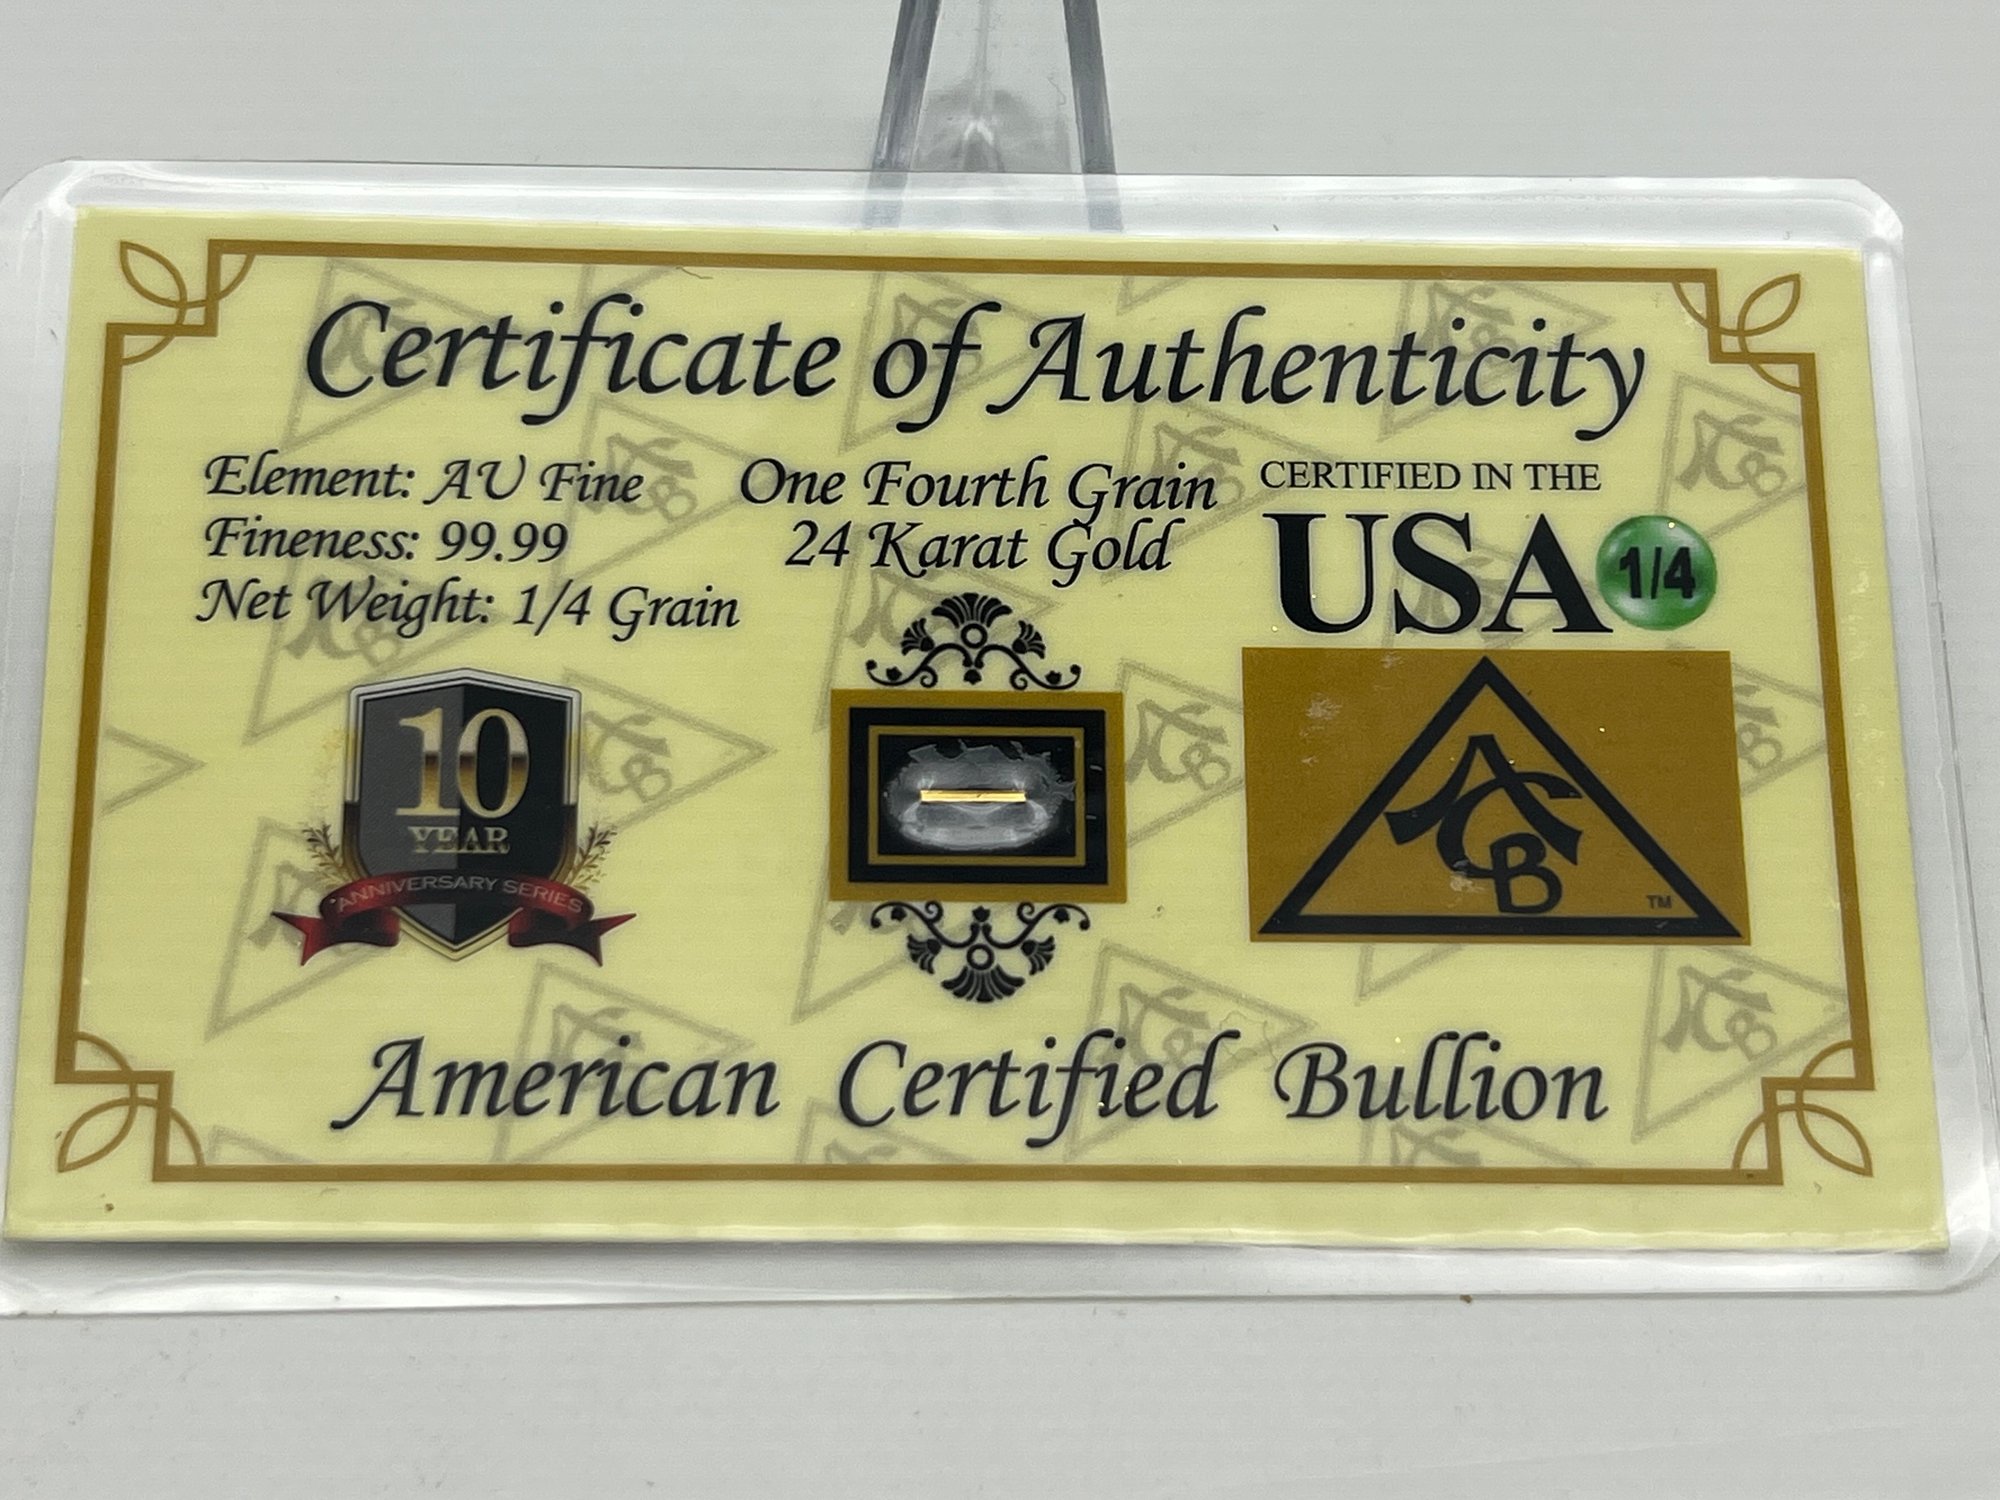 Certificate of Authenticity
Element: AU Fine
Fineness: 99.99
Net Weight: 1/4 Grain
One Fourth Grain
24 Karat Gold
CERTIFIED IN THE
USA
1/4
10
YEAR
ANNIVERSARY SERIES
ACB
TM
American Certified Bullion